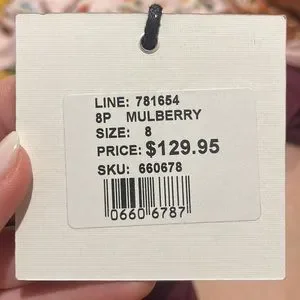 LINE: 781654
8P MULBERRY
SIZE: 8
PRICE: $129.95
SKU: 660678
0660 6787